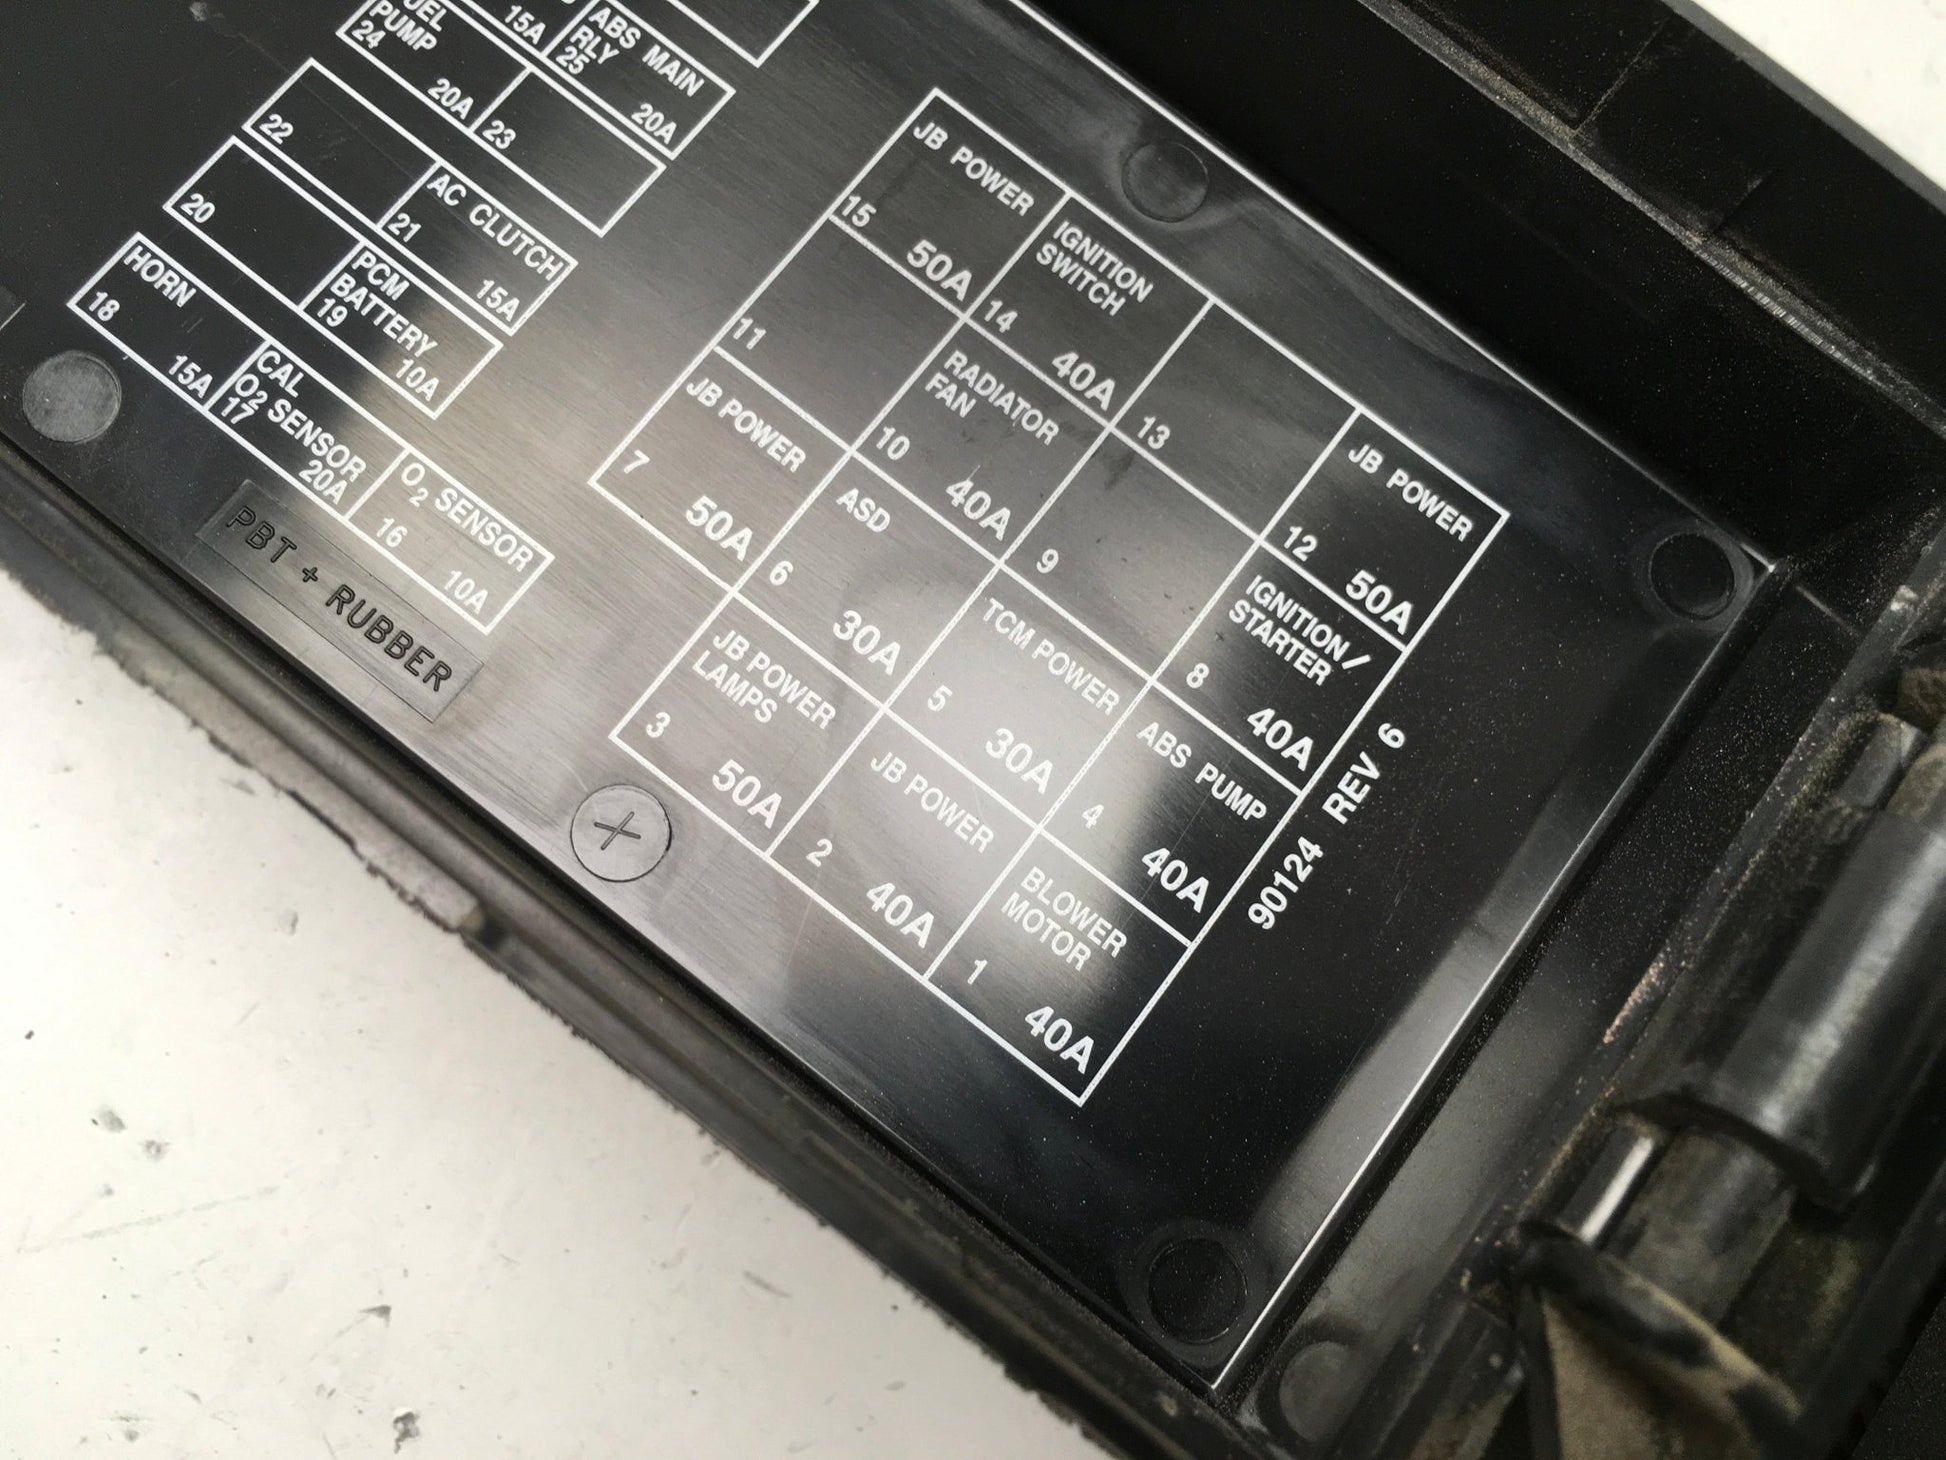 15A
ABS MAIN
RLY
25
20A
PUMP
24
20A
23
22
AC CLUTCH
21
15A
20
PCM
BATTERY
19
10A
HORN
18
15A
CAL
O2 SENSOR
17
20A
O2 SENSOR
16
10A
PBT + RUBBER
JB POWER
15
50A
IGNITION
SWITCH
14
40A
13
JB POWER
12
50A
11
RADIATOR
FAN
10
40A
9
IGNITION/
STARTER
8
40A
JB POWER
7
50A
ASD
6
30A
TCM POWER
5
30A
ABS PUMP
4
40A
JB POWER
LAMPS
3
50A
JB POWER
2
40A
BLOWER
MOTOR
1
40A
90124 REV 6